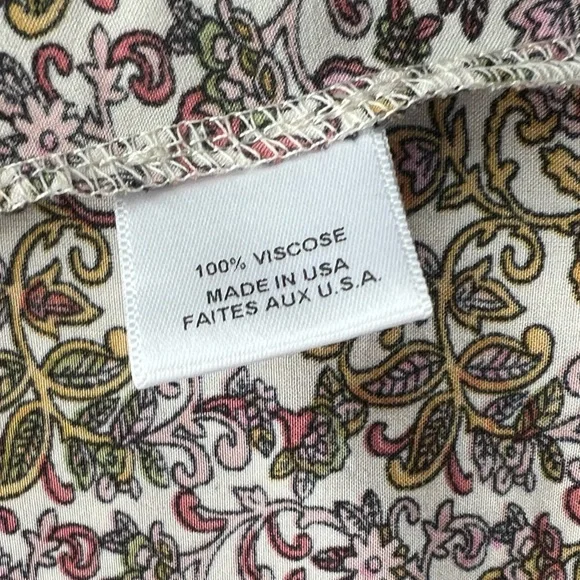 100% VISCOSE
MADE IN USA
FAITES AUX U.S.A.